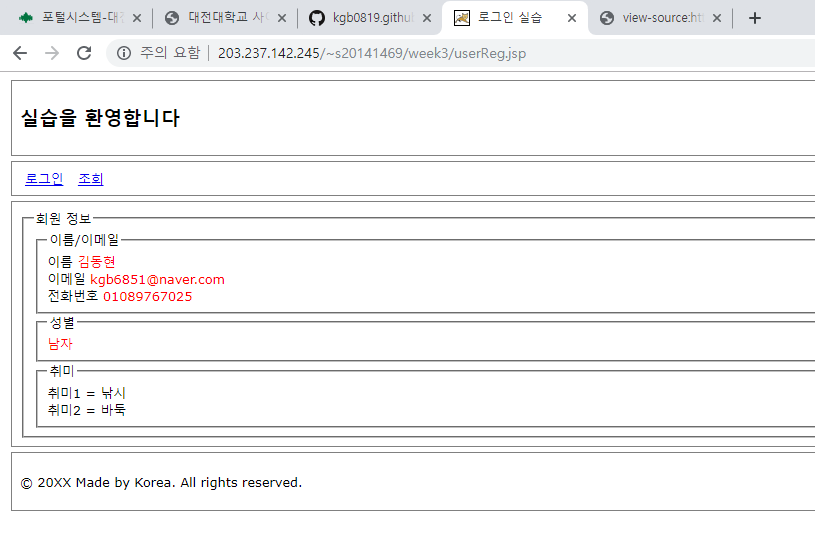 포털시스템-대전
대전대학교 사이
kgb0819.github
로그인 실습
view-source:htt
주의 요함 | 203.237.142.245/~s20141469/week3/userReg.jsp
실습을 환영합니다
로그인 조회
회원 정보
이름/이메일
이름 김동현
이메일 kgb6851@naver.com
전화번호 01089767025
성별
남자
취미
취미1 = 낚시
취미2 = 바둑
© 20XX Made by Korea. All rights reserved.